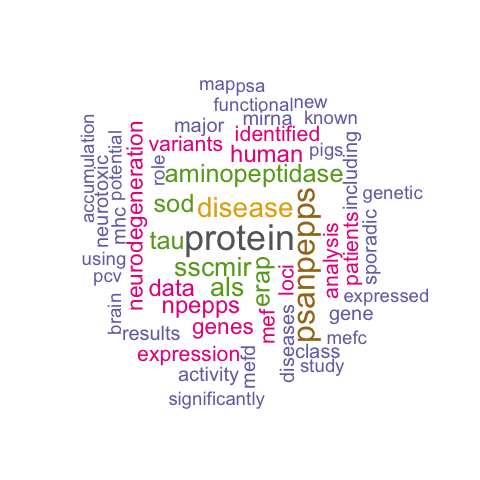 map psa
functional new
mirna known
major
identified
variants
human
pigs
role
aminopeptidase
including
genetic
accumulation
neurotoxic
mhc potential
neurodegeneration
sod
disease
psanpepps
tau
protein
using
pcv
sscmir
data
als
erap
loci
analysis
patients
sporadic
expressed
npepps
genes
mef
gene
brain
results
expression
mefd
diseases
class
mefc
study
activity
significantly